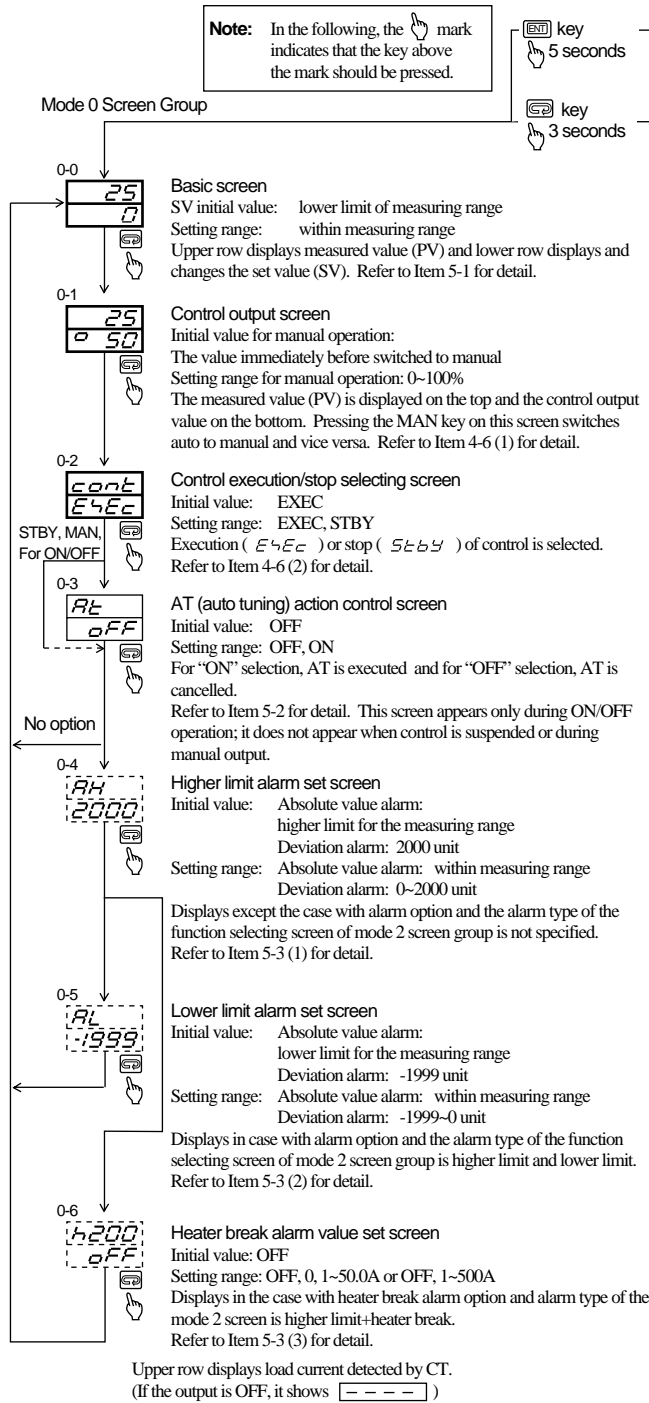 Note: In the following, the mark
indicates that the key above
the mark should be pressed.
ENT key
5 seconds
key
3 seconds
Mode 0 Screen Group
0-0
25
0
Basic screen
SV initial value: lower limit of measuring range
Setting range: within measuring range
Upper row displays measured value (PV) and lower row displays and
changes the set value (SV). Refer to Item 5-1 for detail.
0-1
25
o 50
Control output screen
Initial value for manual operation:
The value immediately before switched to manual
Setting range for manual operation: 0~100%
The measured value (PV) is displayed on the top and the control output
value on the bottom. Pressing the MAN key on this screen switches
auto to manual and vice versa. Refer to Item 4-6 (1) for detail.
0-2
cont
EXEC
STBY, MAN,
For ON/OFF
Control execution/stop selecting screen
Initial value: EXEC
Setting range: EXEC, STBY
Execution ( EXEC ) or stop ( Stby ) of control is selected.
Refer to Item 4-6 (2) for detail.
0-3
At
oFF
AT (auto tuning) action control screen
Initial value: OFF
Setting range: OFF, ON
For “ON” selection, AT is executed and for “OFF” selection, AT is
cancelled.
Refer to Item 5-2 for detail. This screen appears only during ON/OFF
operation; it does not appear when control is suspended or during
manual output.
No option
0-4
AH
2000
Higher limit alarm set screen
Initial value: Absolute value alarm:
higher limit for the measuring range
Deviation alarm: 2000 unit
Setting range: Absolute value alarm: within measuring range
Deviation alarm: 0~2000 unit
Displays except the case with alarm option and the alarm type of the
function selecting screen of mode 2 screen group is not specified.
Refer to Item 5-3 (1) for detail.
0-5
AL
-1999
Lower limit alarm set screen
Initial value: Absolute value alarm:
lower limit for the measuring range
Deviation alarm: -1999 unit
Setting range: Absolute value alarm: within measuring range
Deviation alarm: -1999~0 unit
Displays in case with alarm option and the alarm type of the function
selecting screen of mode 2 screen group is higher limit and lower limit.
Refer to Item 5-3 (2) for detail.
0-6
h200
oFF
Heater break alarm value set screen
Initial value: OFF
Setting range: OFF, 0, 1~50.0A or OFF, 1~500A
Displays in the case with heater break alarm option and alarm type of the
mode 2 screen is higher limit+heater break.
Refer to Item 5-3 (3) for detail.
Upper row displays load current detected by CT.
(If the output is OFF, it shows – – – – )